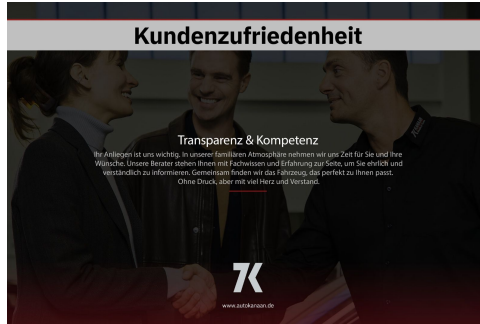 Kundenzufriedenheit
Transparenz & Kompetenz
Ihr Anliegen ist uns wichtig. In unserer familiären Atmosphäre nehmen wir uns Zeit für Sie und Ihre
Wünsche. Unsere Berater stehen Ihnen mit Fachwissen und Erfahrung zur Seite, um Sie ehrlich und
verständlich zu informieren. Gemeinsam finden wir das Fahrzeug, das perfekt zu Ihnen passt.
Ohne Druck, aber mit viel Herz und Verstand.
7K
www.autokanaan.de